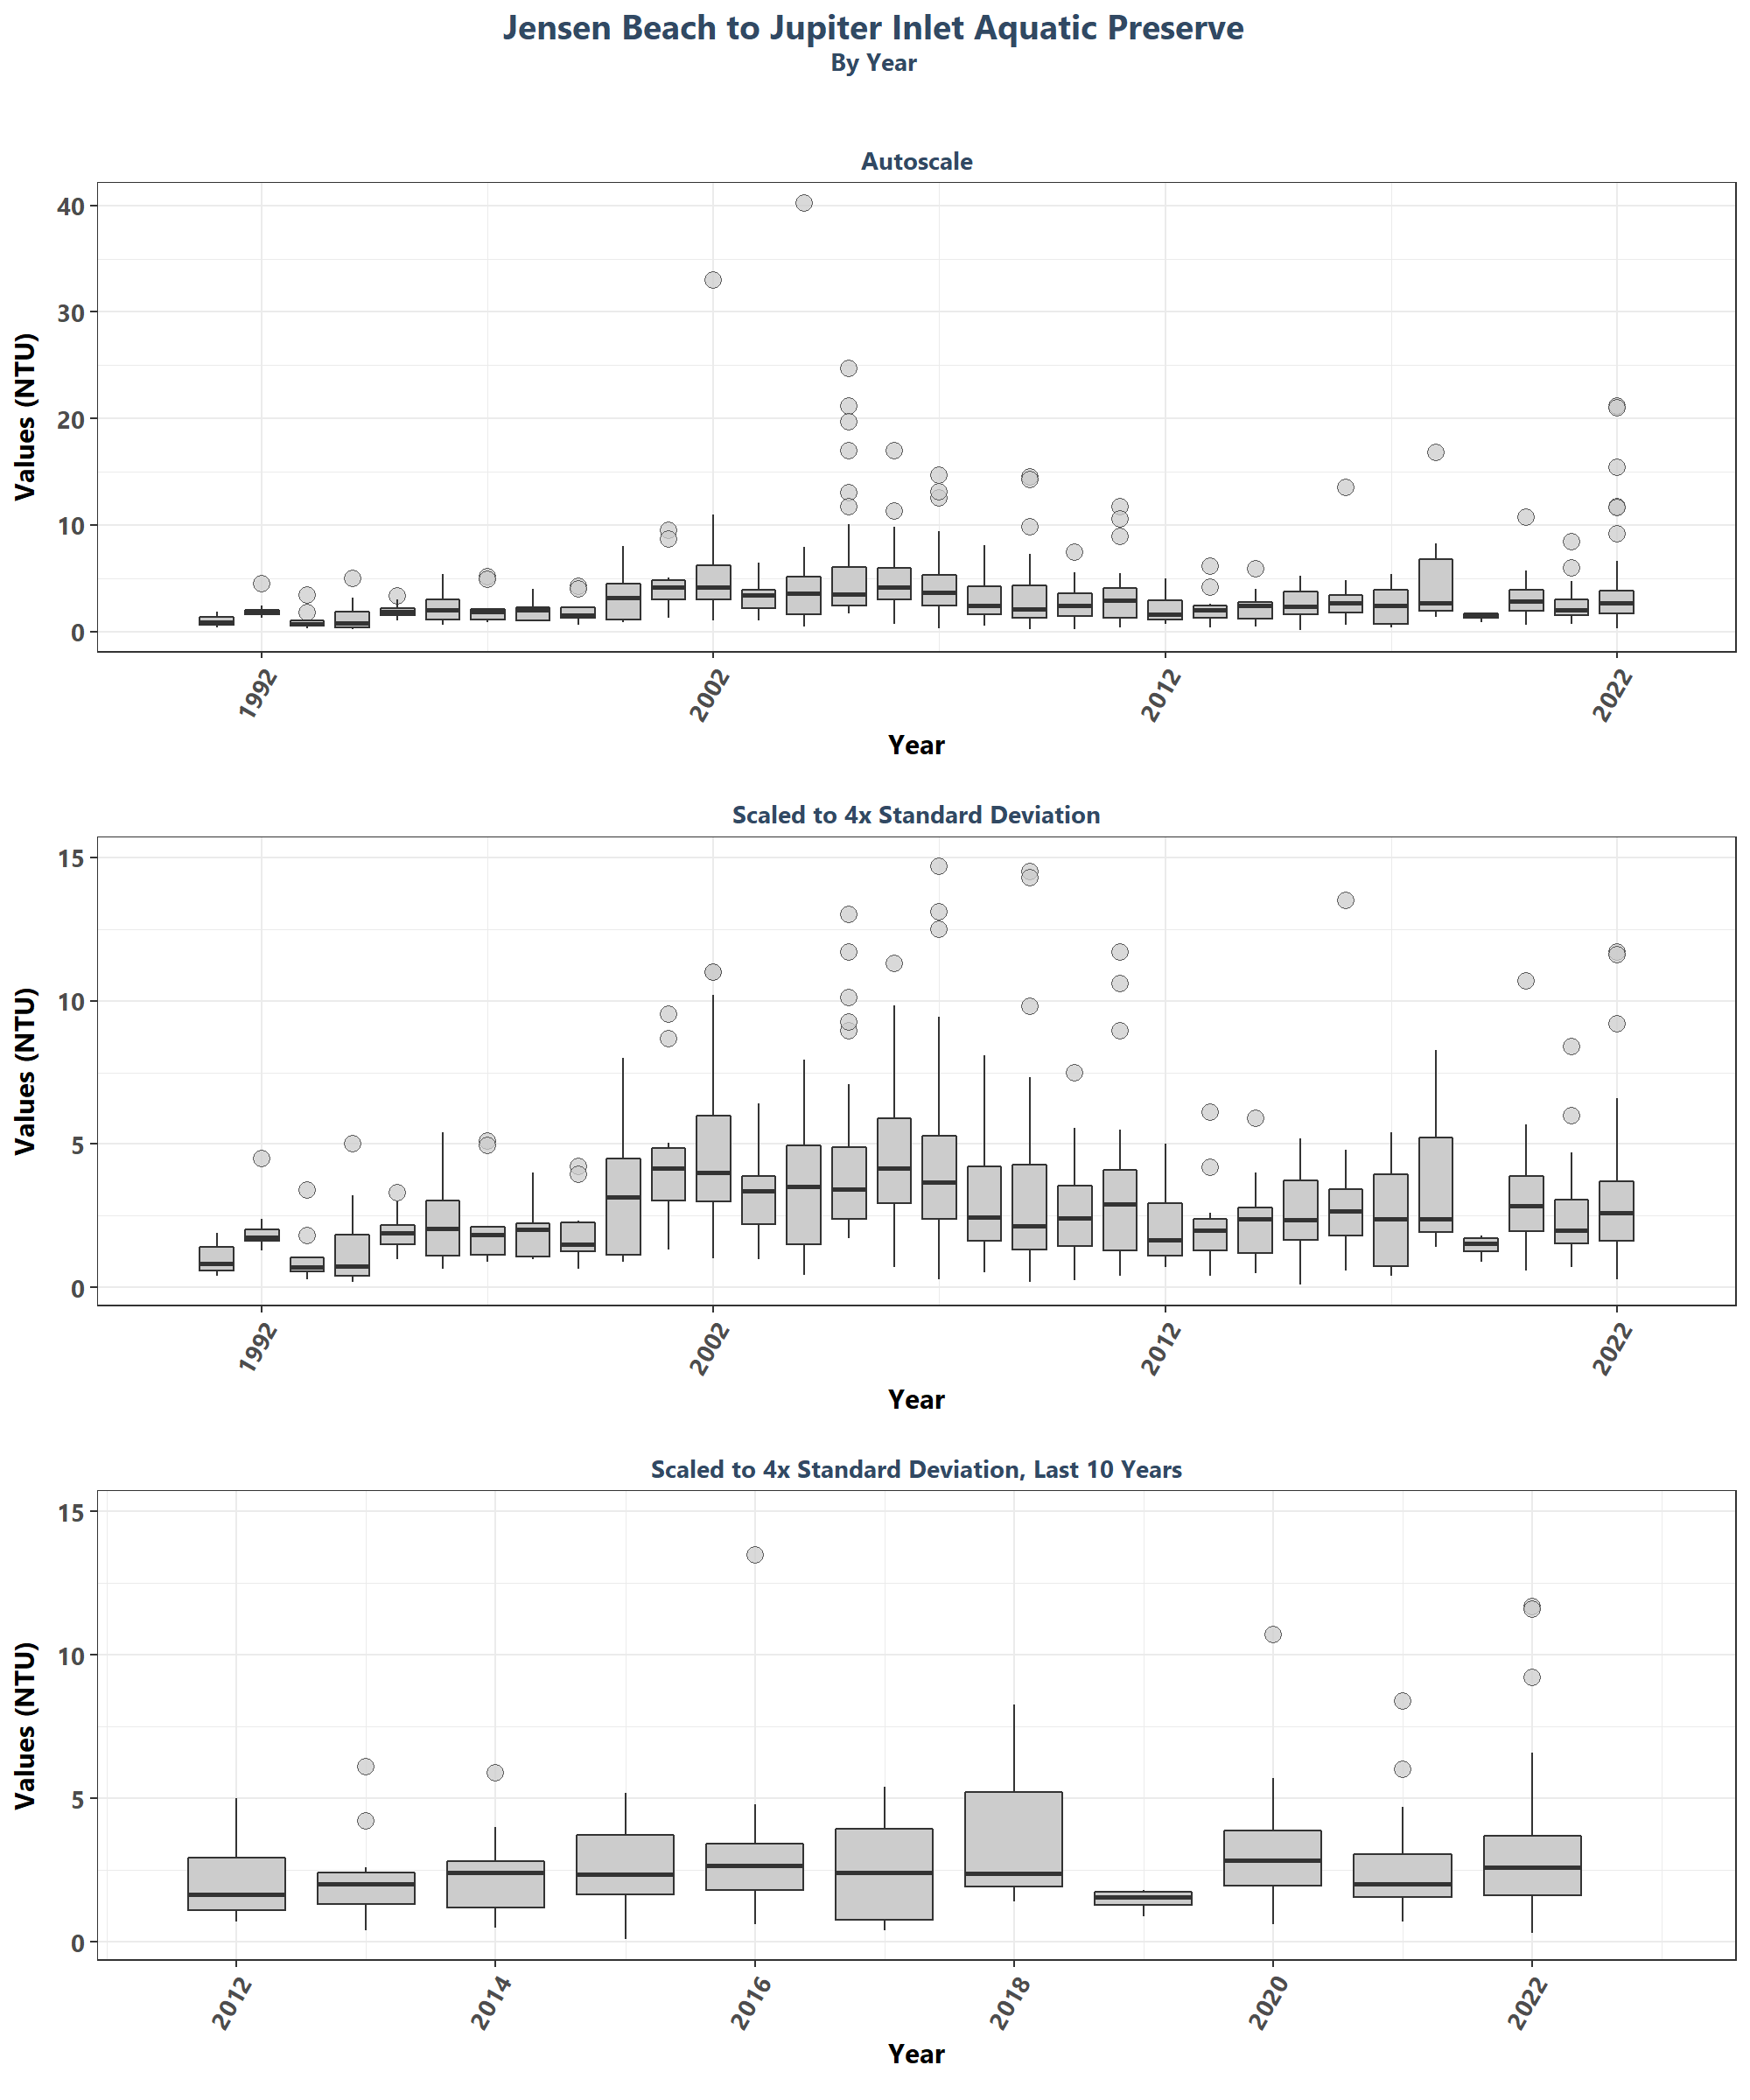 Jensen Beach to Jupiter Inlet Aquatic Preserve
By Year
Autoscale
Values (NTU)
40
30
20
10
0
1992
2002
2012
2022
Year
Scaled to 4x Standard Deviation
Values (NTU)
15
10
5
0
1992
2002
2012
2022
Year
Scaled to 4x Standard Deviation, Last 10 Years
Values (NTU)
15
10
5
0
2012
2014
2016
2018
2020
2022
Year